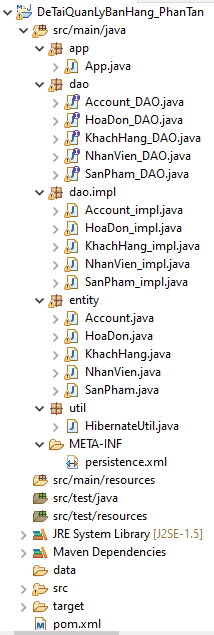 DeTaiQuanLyBanHang_PhanTan
src/main/java
app
App.java
dao
Account_DAO.java
HoaDon_DAO.java
KhachHang_DAO.java
NhanVien_DAO.java
SanPham_DAO.java
dao.impl
Account_impl.java
HoaDon_impl.java
KhachHang_impl.java
NhanVien_impl.java
SanPham_impl.java
entity
Account.java
HoaDon.java
KhachHang.java
NhanVien.java
SanPham.java
util
HibernateUtil.java
META-INF
persistence.xml
src/main/resources
src/test/java
src/test/resources
JRE System Library [J2SE-1.5]
Maven Dependencies
data
src
target
pom.xml